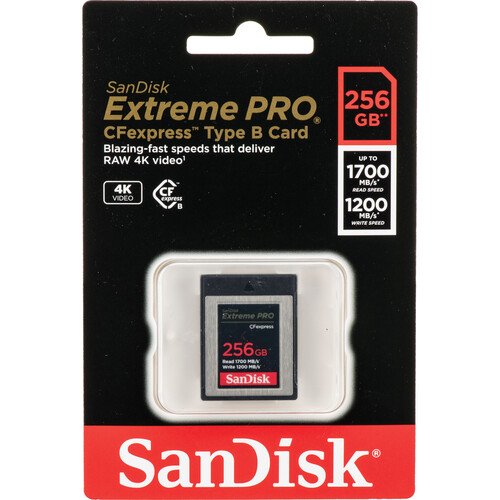 SanDisk
Extreme PRO®
CFexpress™ Type B Card
Blazing-fast speeds that deliver
RAW 4K video¹
4K
VIDEO
CF
express
B
256
GB**
UP TO
1700
MB/s*
READ SPEED
1200
MB/s*
WRITE SPEED
SanDisk
Extreme PRO
CFexpress
256GB
Read 1700 MB/s
Write 1200 MB/s
SanDisk
SanDisk®